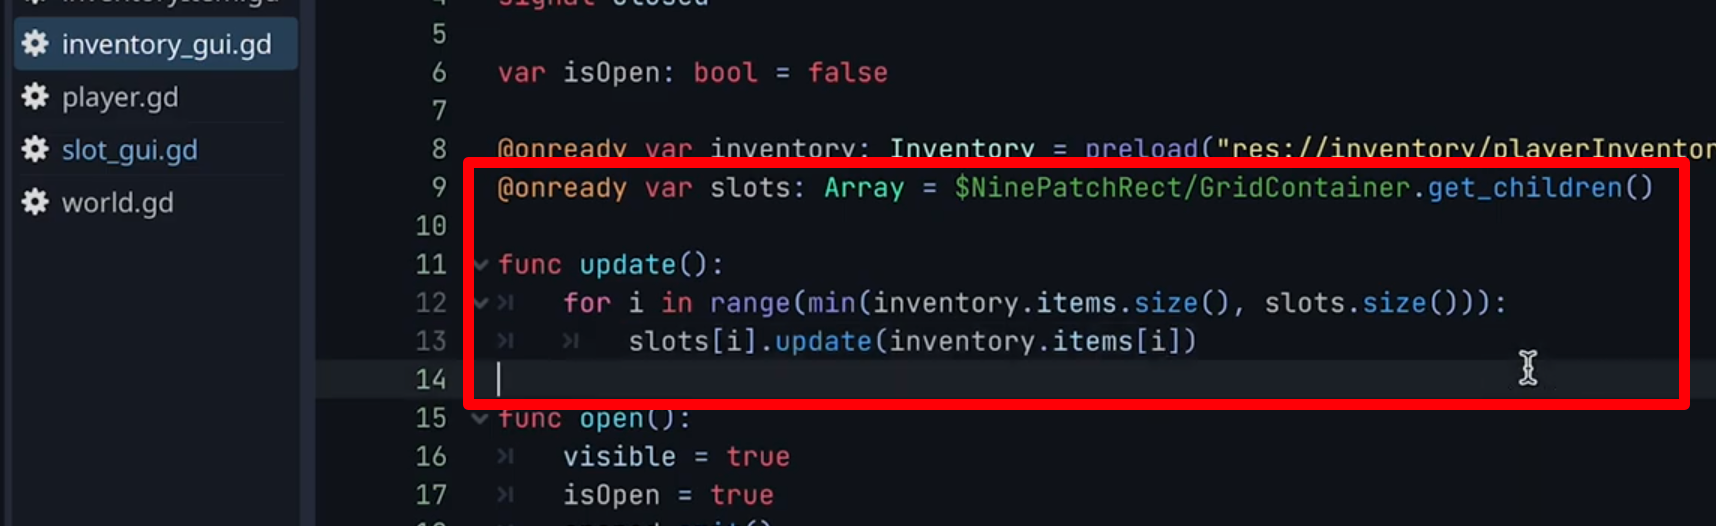 inventory_gui.gd
player.gd
slot_gui.gd
world.gd
5
6 var isOpen: bool = false
7
8 @onready var inventory: Inventory = preload("res://inventory/playerInventor
9 @onready var slots: Array = $NinePatchRect/GridContainer.get_children()
10
11 func update():
12 for i in range(min(inventory.items.size(), slots.size())):
13 slots[i].update(inventory.items[i])
14
15 func open():
16 visible = true
17 isOpen = true